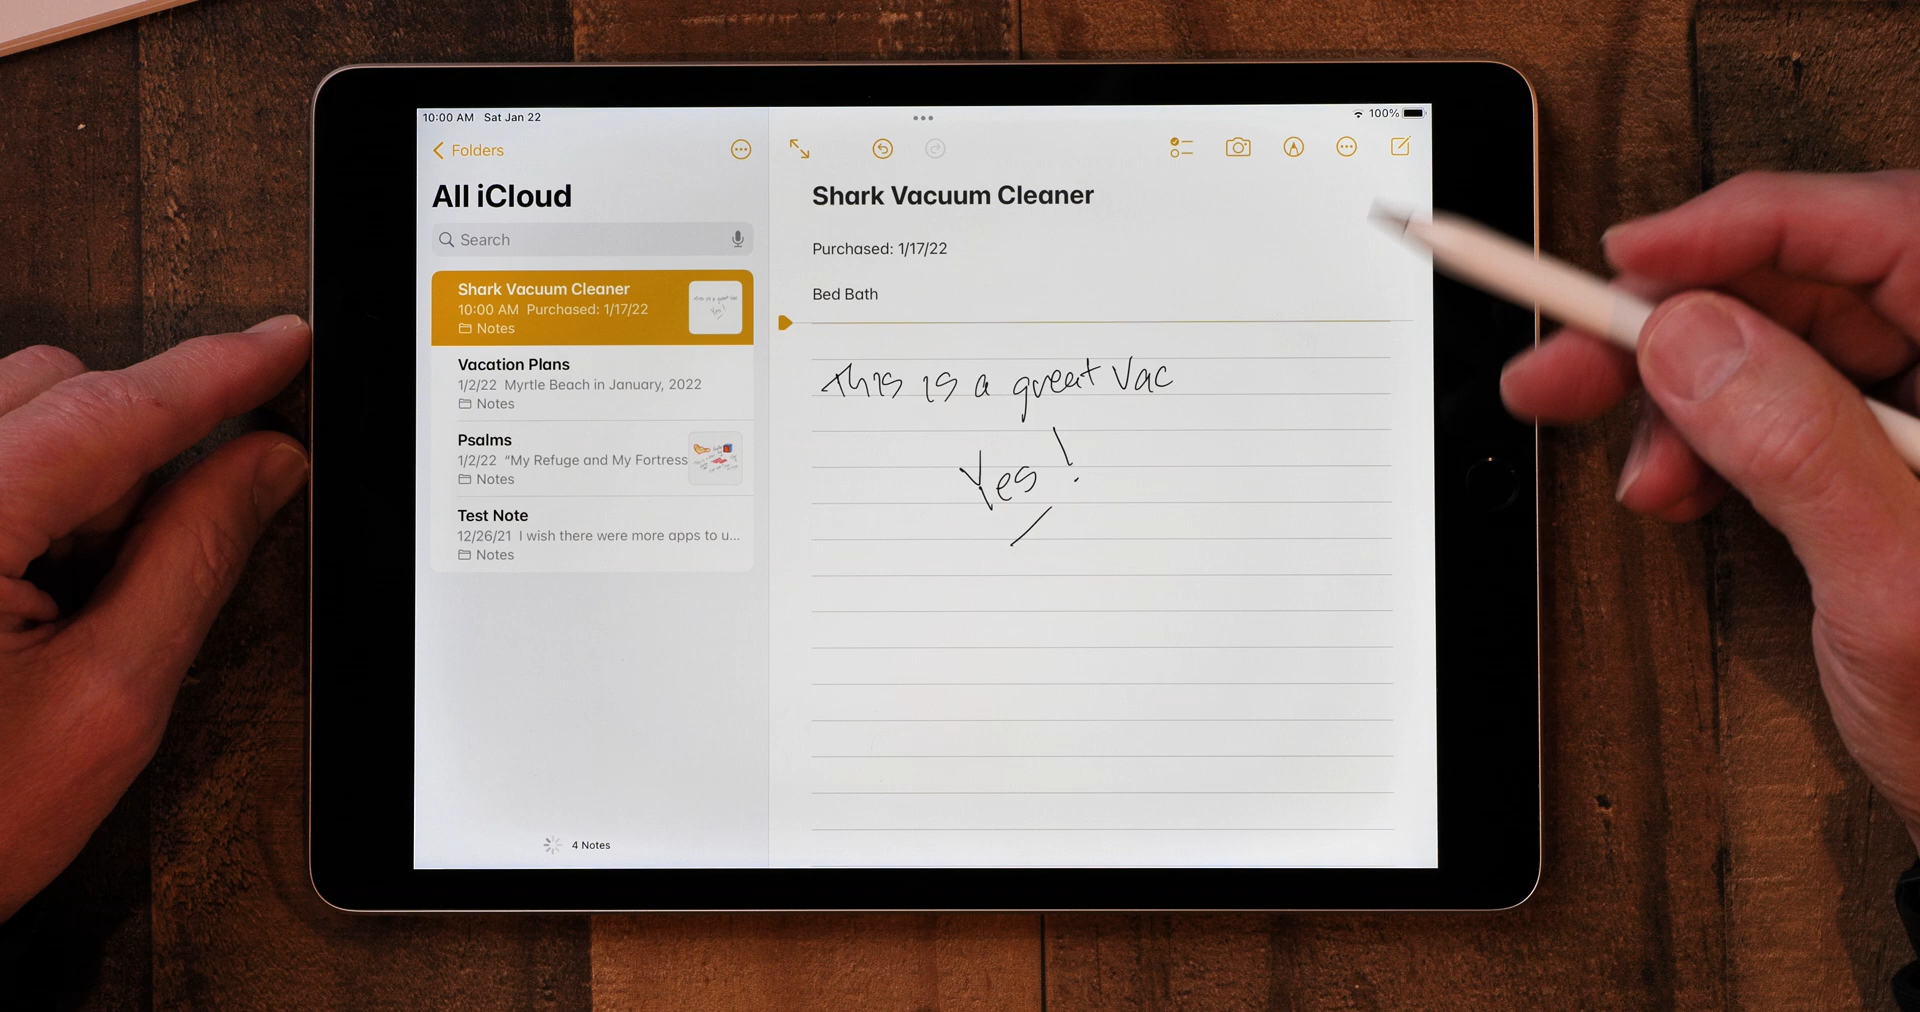 10:00 AM Sat Jan 22
100%
Folders
All iCloud
Search
Shark Vacuum Cleaner
10:00 AM Purchased: 1/17/22
Notes
Vacation Plans
1/2/22 Myrtle Beach in January, 2022
Notes
Psalms
1/2/22 “My Refuge and My Fortress
Notes
Test Note
12/26/21 I wish there were more apps to u...
Notes
4 Notes
Shark Vacuum Cleaner
Purchased: 1/17/22
Bed Bath
This is a great Vac
Yes!